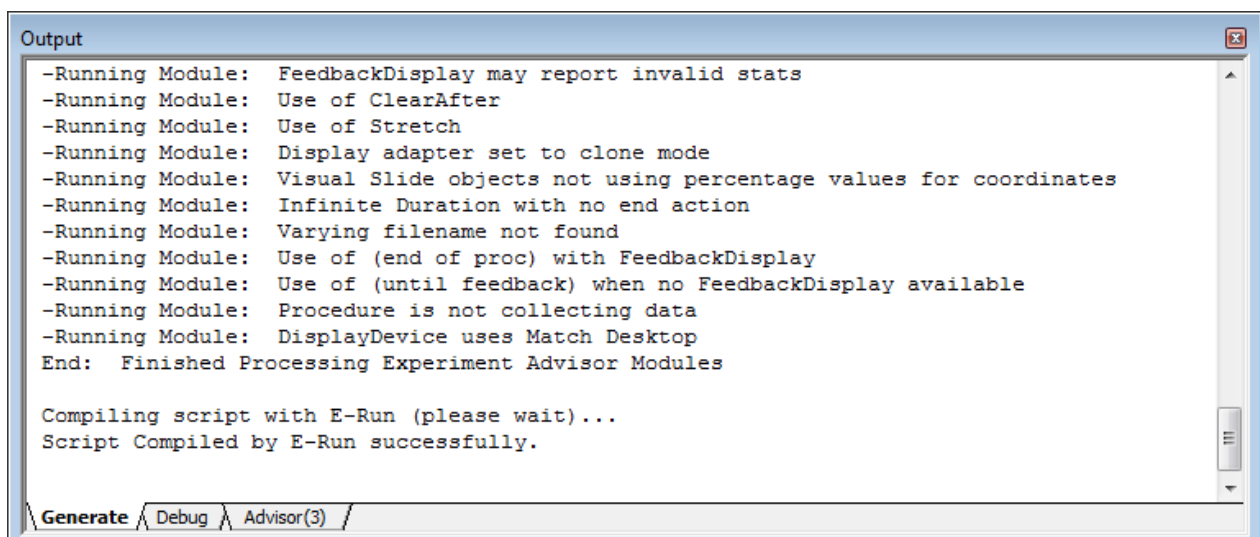 Output
-Running Module:  FeedbackDisplay may report invalid stats
-Running Module:  Use of ClearAfter
-Running Module:  Use of Stretch
-Running Module:  Display adapter set to clone mode
-Running Module:  Visual Slide objects not using percentage values for coordinates
-Running Module:  Infinite Duration with no end action
-Running Module:  Varying filename not found
-Running Module:  Use of (end of proc) with FeedbackDisplay
-Running Module:  Use of (until feedback) when no FeedbackDisplay available
-Running Module:  Procedure is not collecting data
-Running Module:  DisplayDevice uses Match Desktop
End:  Finished Processing Experiment Advisor Modules
Compiling script with E-Run (please wait)...
Script Compiled by E-Run successfully.
Generate Debug Advisor(3)